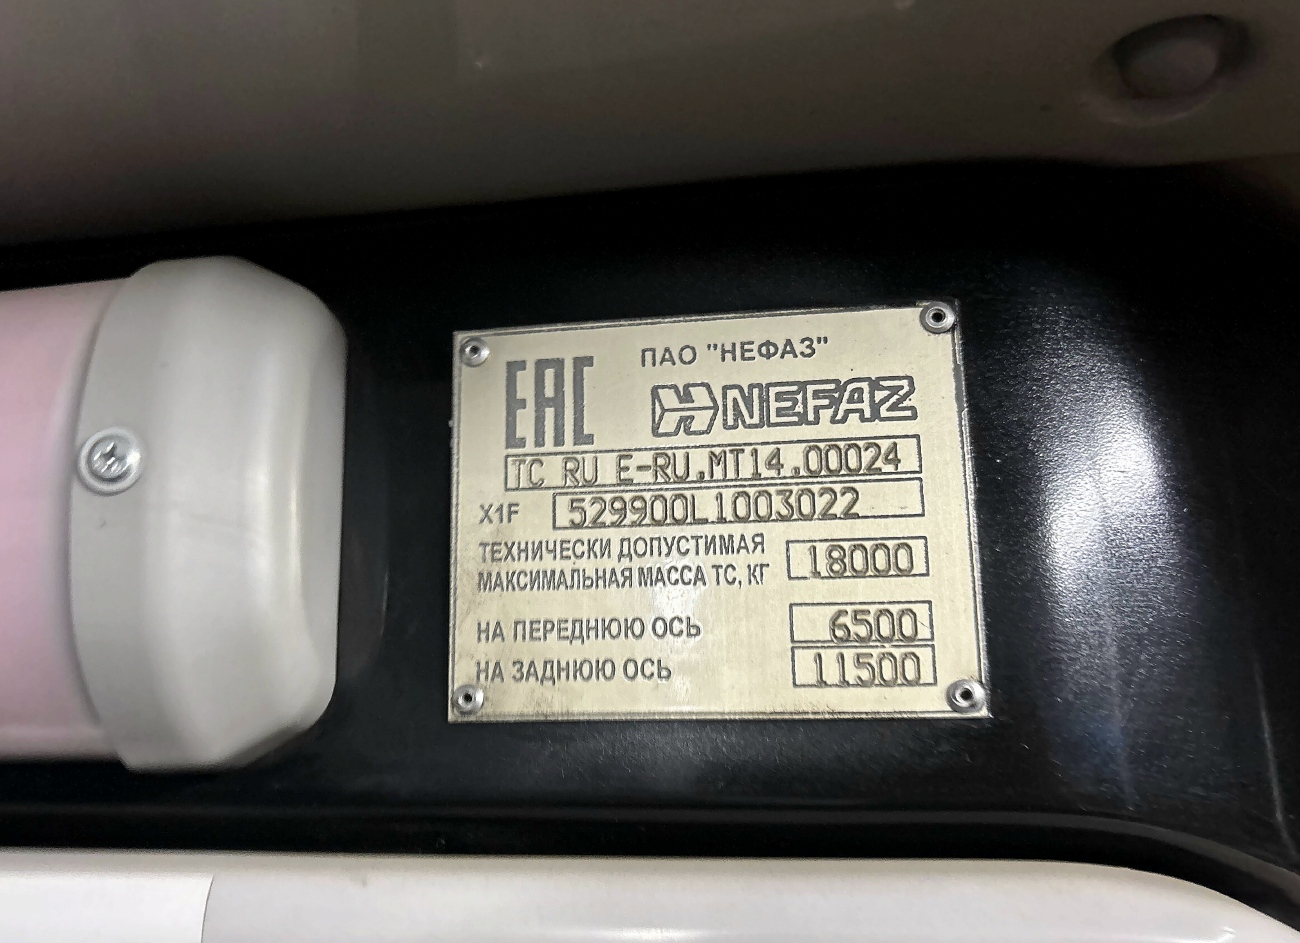 ПАО "НЕФАЗ"
ЕАС
NEFAZ
TC RU E-RU.MT14.00024
X1F 529900L1003022
ТЕХНИЧЕСКИ ДОПУСТИМАЯ
МАКСИМАЛЬНАЯ МАССА ТС, КГ 18000
НА ПЕРЕДНЮЮ ОСЬ 6500
НА ЗАДНЮЮ ОСЬ 11500